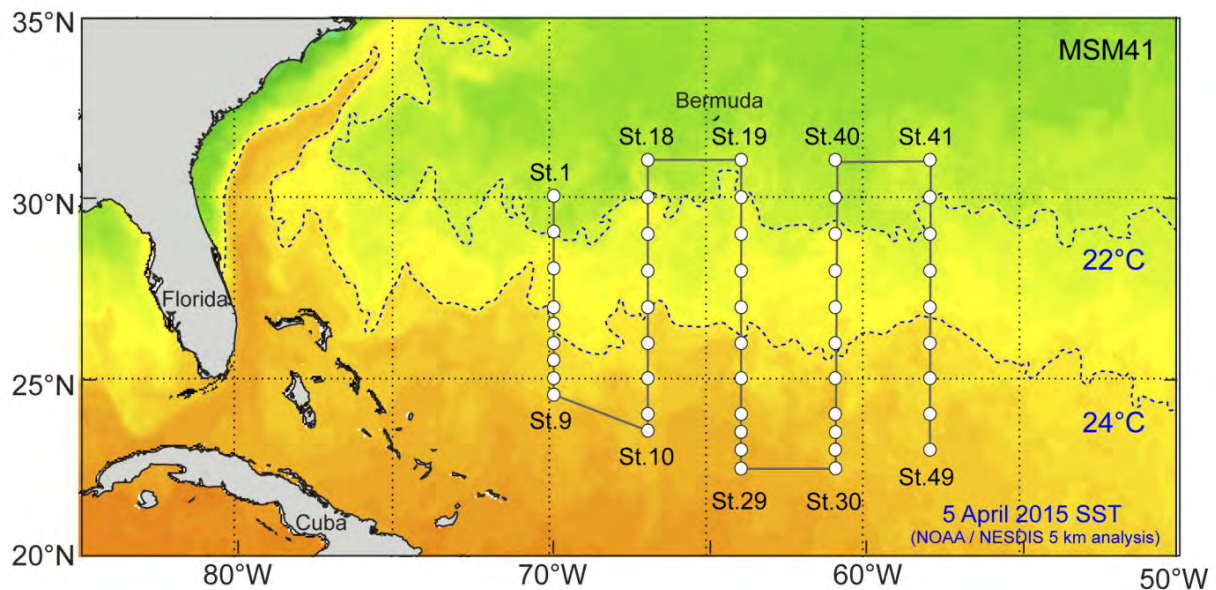 35°N
MSM41
Bermuda
St.18
St.19
St.40
St.41
St.1
30°N
22°C
Florida
25°N
St.9
24°C
St.10
St.49
St.29
St.30
5 April 2015 SST
Cuba
(NOAA / NESDIS 5 km analysis)
20°N
80°W
70°W
60°W
50°W